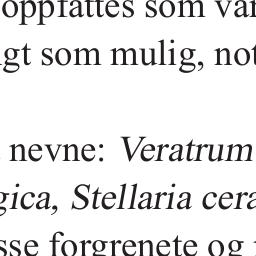 oppfattes som var
gt som mulig, not
nevne: Veratrum
gica, Stellaria cera
sse forgrenete og